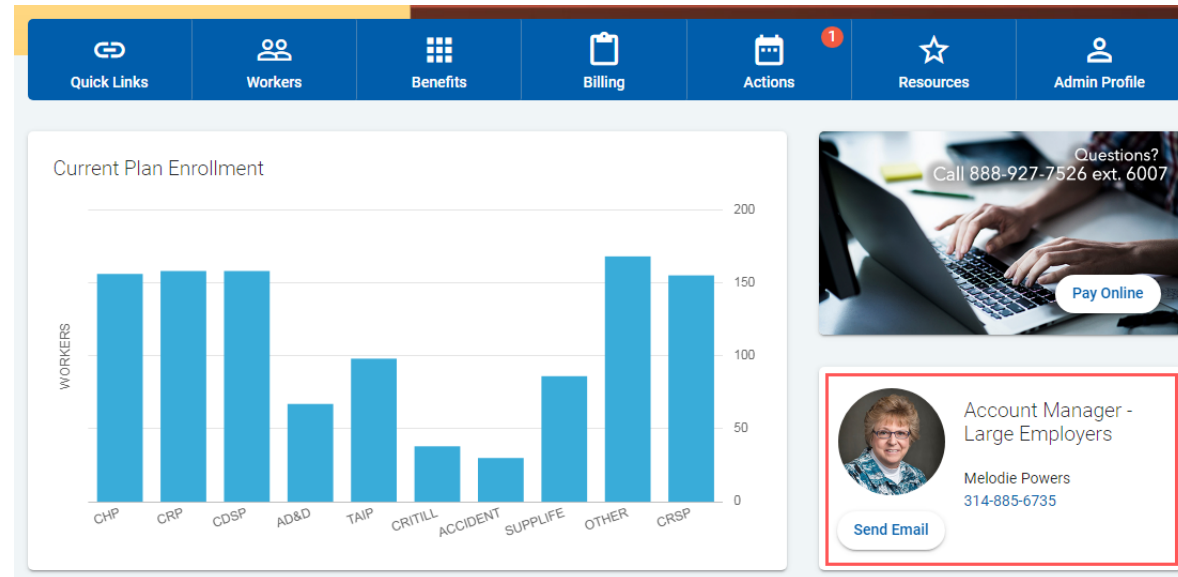 Quick Links
Workers
Benefits
Billing
Actions
1
Resources
Admin Profile
Current Plan Enrollment
200
150
100
50
0
WORKERS
CHP
CRP
CDSP
AD&D
TAIP
CRITILL
ACCIDENT
SUPPLIFE
OTHER
CRSP
Questions?
Call 888-927-7526 ext. 6007
Pay Online
Account Manager -
Large Employers
Melodie Powers
314-885-6735
Send Email